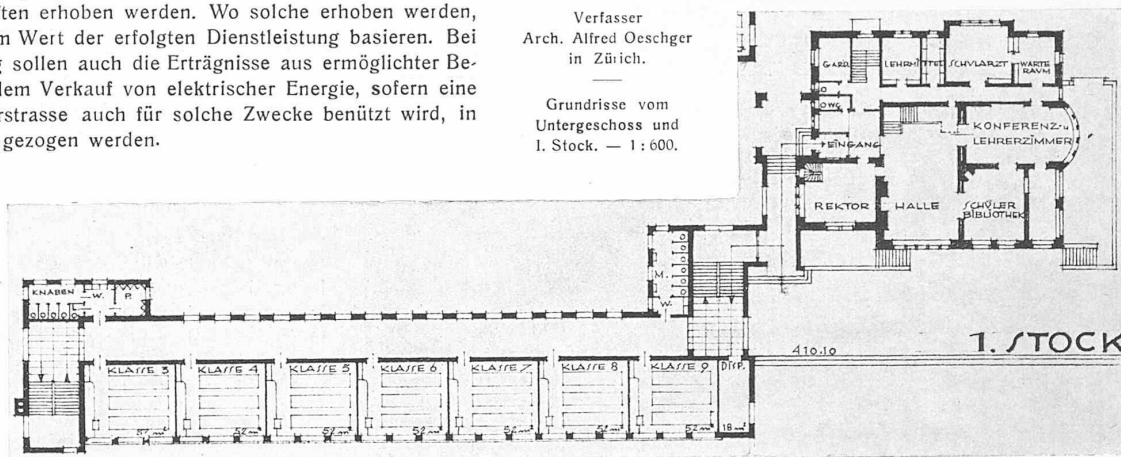 ten erhoben werden. Wo solche erhoben werden,
n Wert der erfolgten Dienstleistung basieren. Bei
g sollen auch die Erträgnisse aus ermöglichter Be-
lem Verkauf von elektrischer Energie, sofern eine
rstrasse auch für solche Zwecke benützt wird, in
gezogen werden.
Verfasser
Arch. Alfred Oeschger
in Zürich.
Grundrisse vom
Untergeschoss und
I. Stock. — 1 : 600.
GARD.
LEHRMITTEL
SCHULARZT
WARTE
RAUM
WC
EINGANG
KONFERENZ- U
LEHRERZIMMER
REKTOR
HALLE
SCHÜLER
BIBLIOTHEK
M.
W.
KNABEN
W.
P.
410.10
1. STOCK
KLASSE 3
KLASSE 4
KLASSE 5
KLASSE 6
KLASSE 7
KLASSE 8
KLASSE 9
DISP.
52 m²
52 m²
52 m²
52 m²
52 m²
52 m²
52 m²
18 m²